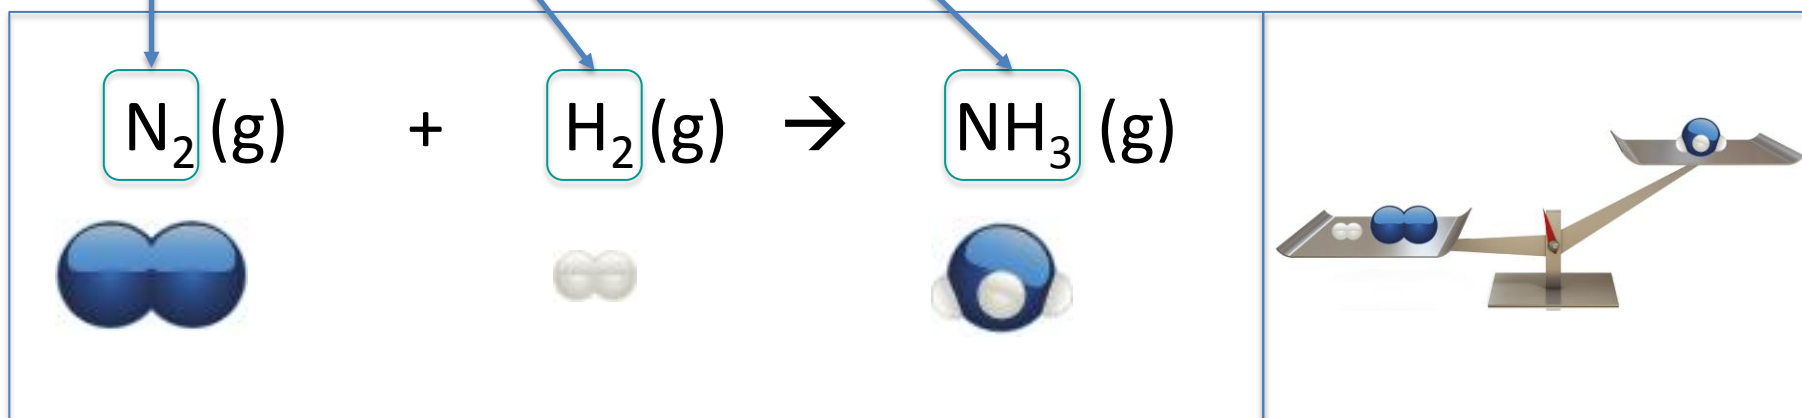 N₂ (g) + H₂ (g) → NH₃ (g)